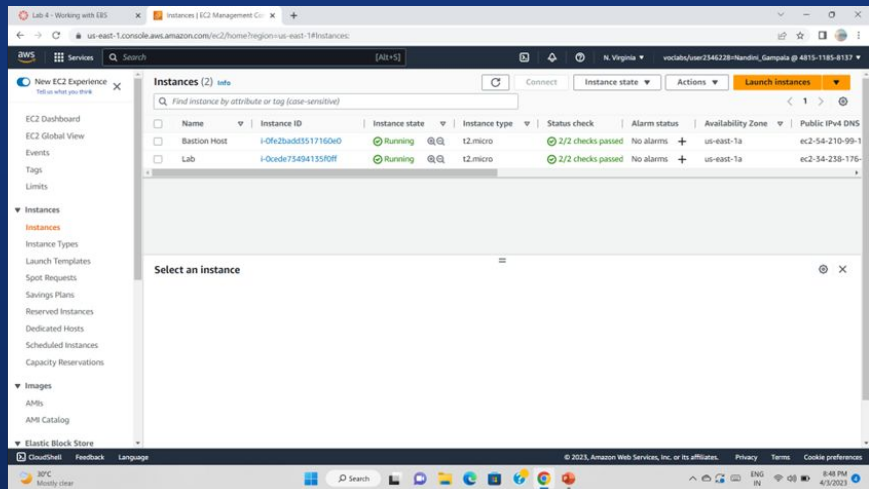 Lab 4 - Working with EBS
Instances | EC2 Management Con
us-east-1.console.aws.amazon.com/ec2/home?region=us-east-1#Instances:
aws
Services
Search
[Alt+S]
N. Virginia
voclabs/user2346228=Nandini_Gampala @ 4815-1185-8137
New EC2 Experience
Tell us what you think
EC2 Dashboard
EC2 Global View
Events
Tags
Limits
Instances
Instances
Instance Types
Launch Templates
Spot Requests
Savings Plans
Reserved Instances
Dedicated Hosts
Scheduled Instances
Capacity Reservations
Images
AMIs
AMI Catalog
Elastic Block Store
Instances (2) Info
Connect
Instance state
Actions
Launch instances
Find instance by attribute or tag (case-sensitive)
1
Name Instance ID Instance state Instance type Status check Alarm status Availability Zone Public IPv4 DNS
Bastion Host i-0fe2badd3517160e0 Running t2.micro 2/2 checks passed No alarms + us-east-1a ec2-54-210-99-1
Lab i-0cede73494135f0ff Running t2.micro 2/2 checks passed No alarms + us-east-1a ec2-34-238-176-
Select an instance
CloudShell Feedback Language
© 2023, Amazon Web Services, Inc. or its affiliates. Privacy Terms Cookie preferences
30°C
Mostly clear
Search
ENG
IN
8:48 PM
4/3/2023